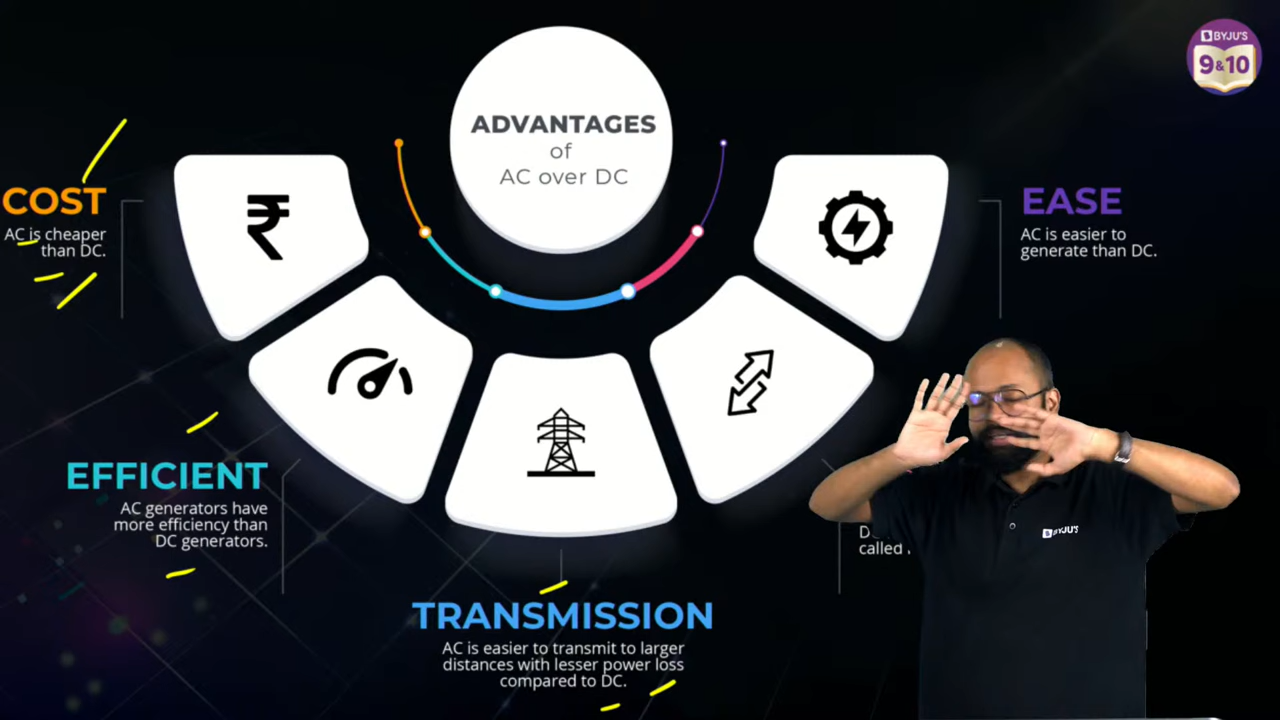 BYJU'S
9&10
ADVANTAGES
of
AC over DC
COST
AC is cheaper
than DC.
EASE
AC is easier to
generate than DC.
EFFICIENT
AC generators have
more efficiency than
DC generators.
called
BYJU'S
TRANSMISSION
AC is easier to transmit to larger
distances with lesser power loss
compared to DC.